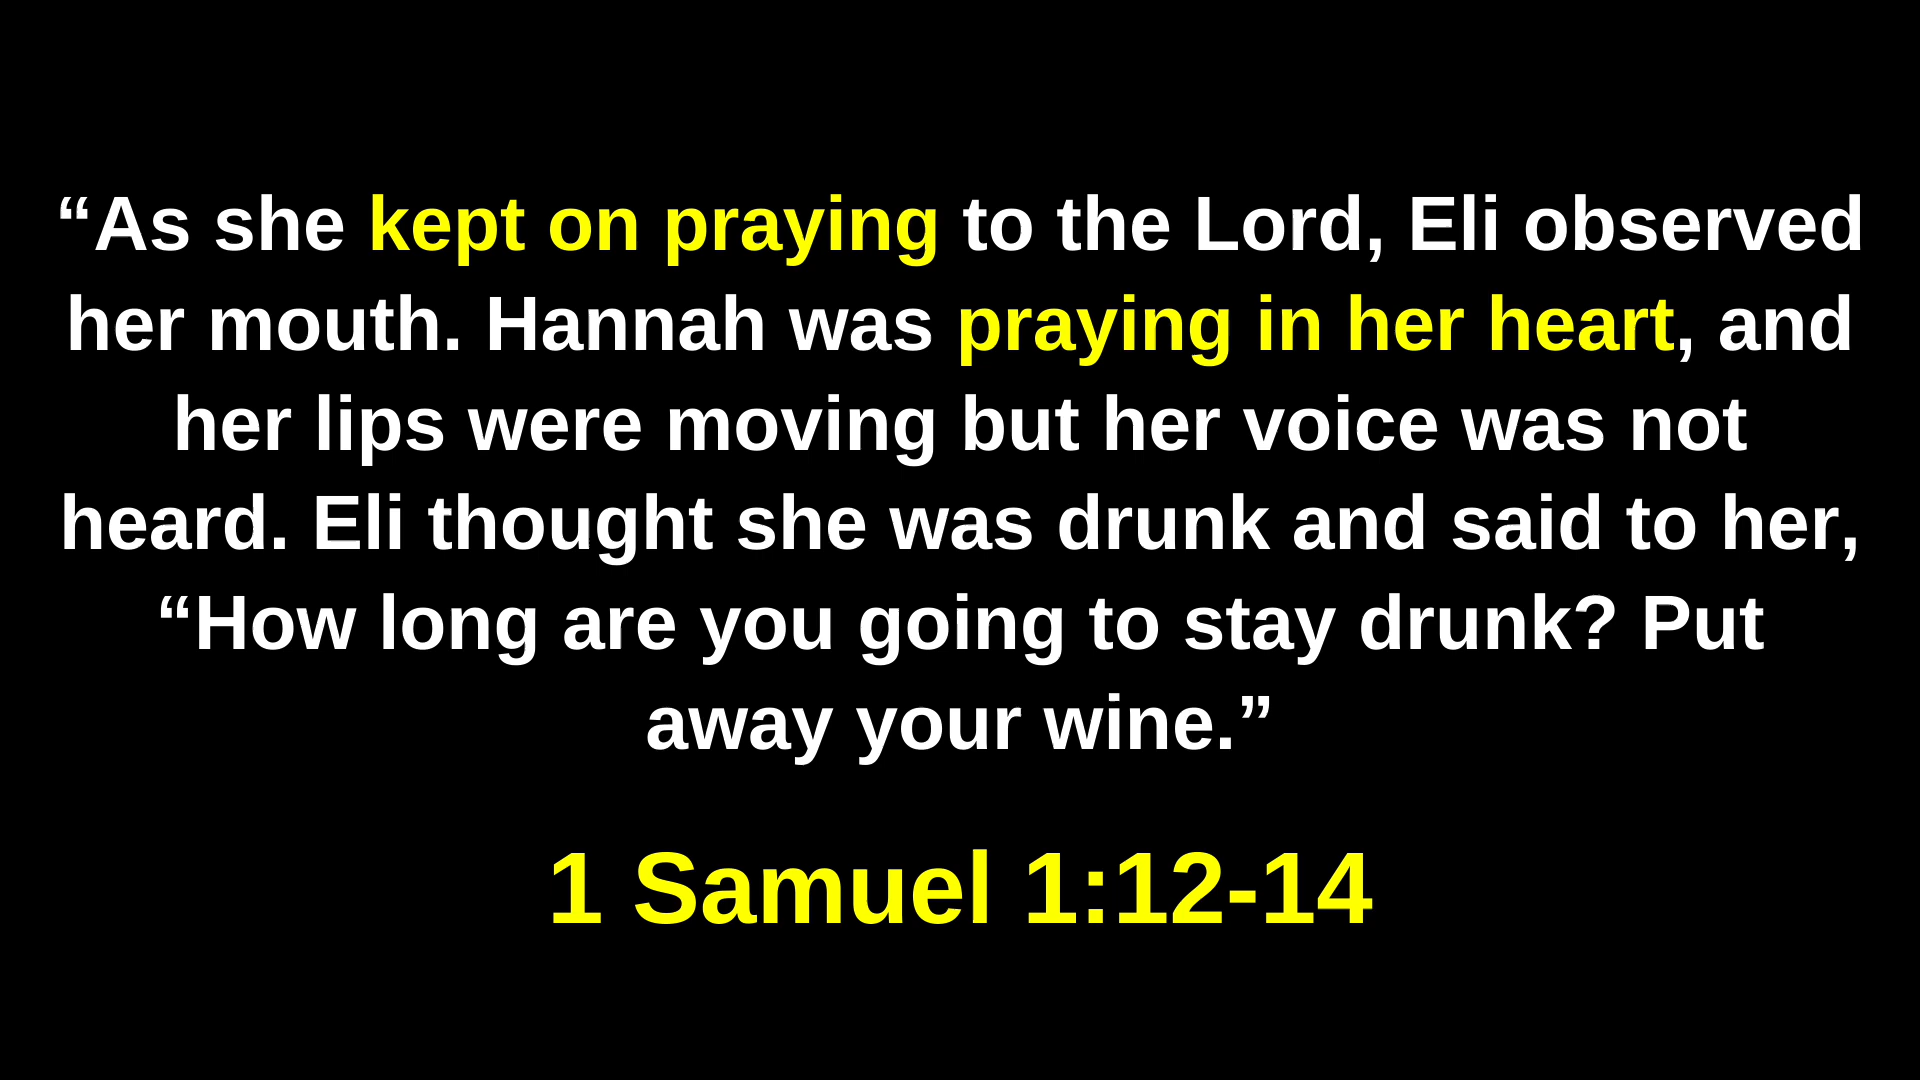 “As she kept on praying to the Lord, Eli observed
her mouth. Hannah was praying in her heart, and
her lips were moving but her voice was not
heard. Eli thought she was drunk and said to her,
“How long are you going to stay drunk? Put
away your wine.”
1 Samuel 1:12-14